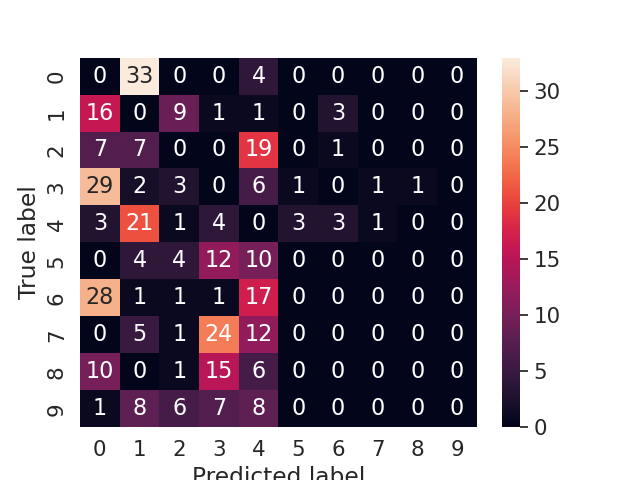 0 0 33 0 0 4 0 0 0 0 0
1 16 0 9 1 1 0 3 0 0 0
2 7 7 0 0 19 0 1 0 0 0
3 29 2 3 0 6 1 0 1 1 0
4 3 21 1 4 0 3 3 1 0 0
5 0 4 4 12 10 0 0 0 0 0
6 28 1 1 1 17 0 0 0 0 0
7 0 5 1 24 12 0 0 0 0 0
8 10 0 1 15 6 0 0 0 0 0
9 1 8 6 7 8 0 0 0 0 0
0 1 2 3 4 5 6 7 8 9
True label
Predicted label
30
25
20
15
10
5
0